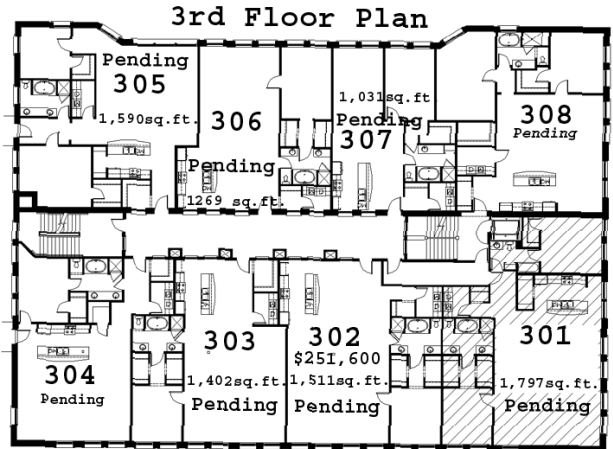 3rd Floor Plan
Pending
305
1,590sq.ft.
306
Pending
1269 sq.ft.
1,031sq.ft
Pending
307
308
Pending
304
Pending
303
1,402sq.ft.
Pending
302
$251,600
1,511sq.ft.
Pending
301
1,797sq.ft.
Pending